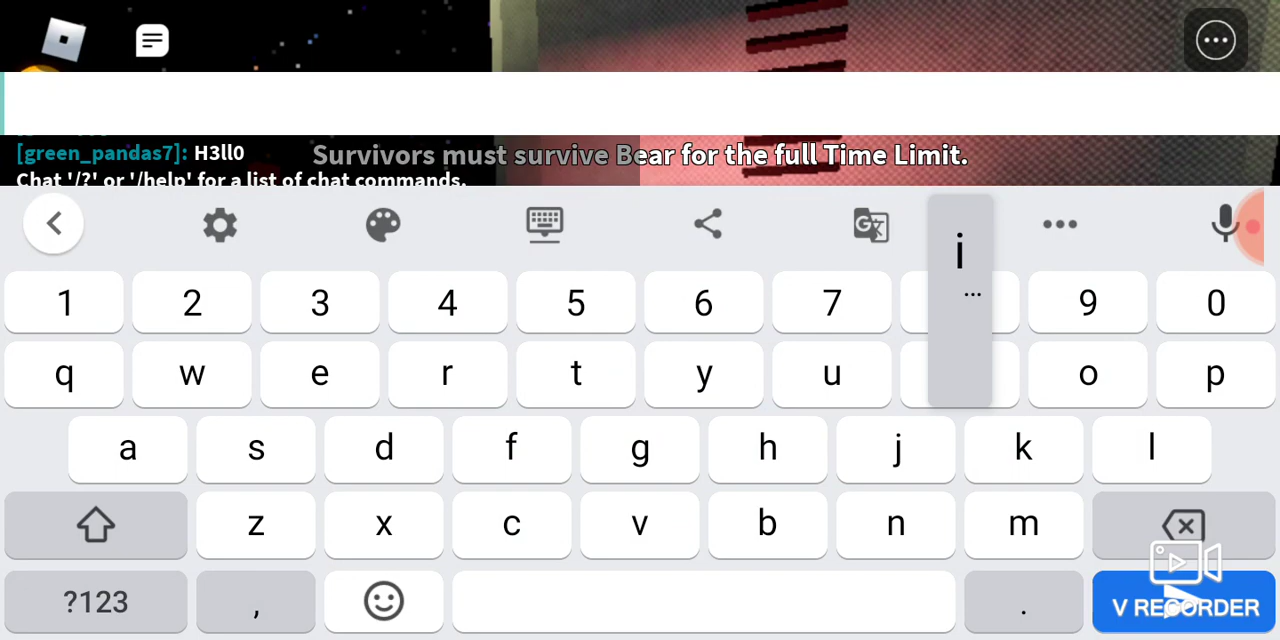 [green_pandas7]: H3ll0
Survivors must survive Bear for the full Time Limit.
Chat '/?' or '/help' for a list of chat commands.
i
...
1 2 3 4 5 6 7 9 0
q w e r t y u o p
a s d f g h j k l
z x c v b n m
?123 , .
V RECORDER